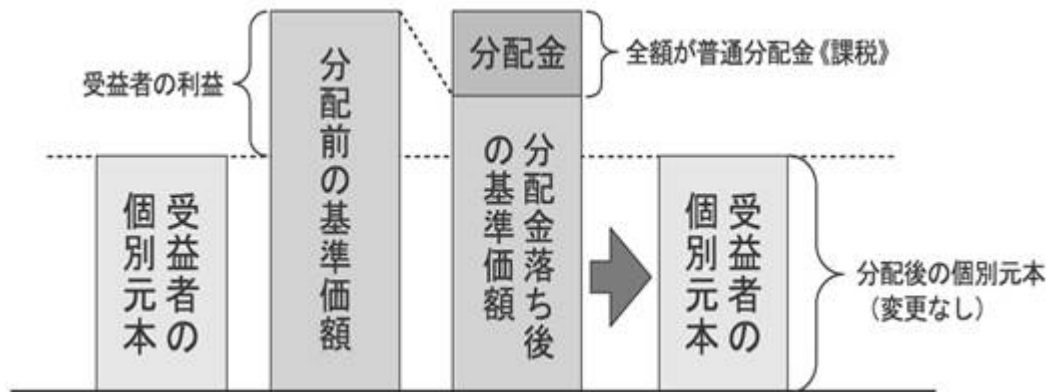 受益者の利益
受益者の
個別元本
分配前の基準価額
分配金
全額が普通分配金《課税》
分配金落ち後
の基準価額
受益者の
個別元本
分配後の個別元本
（変更なし）